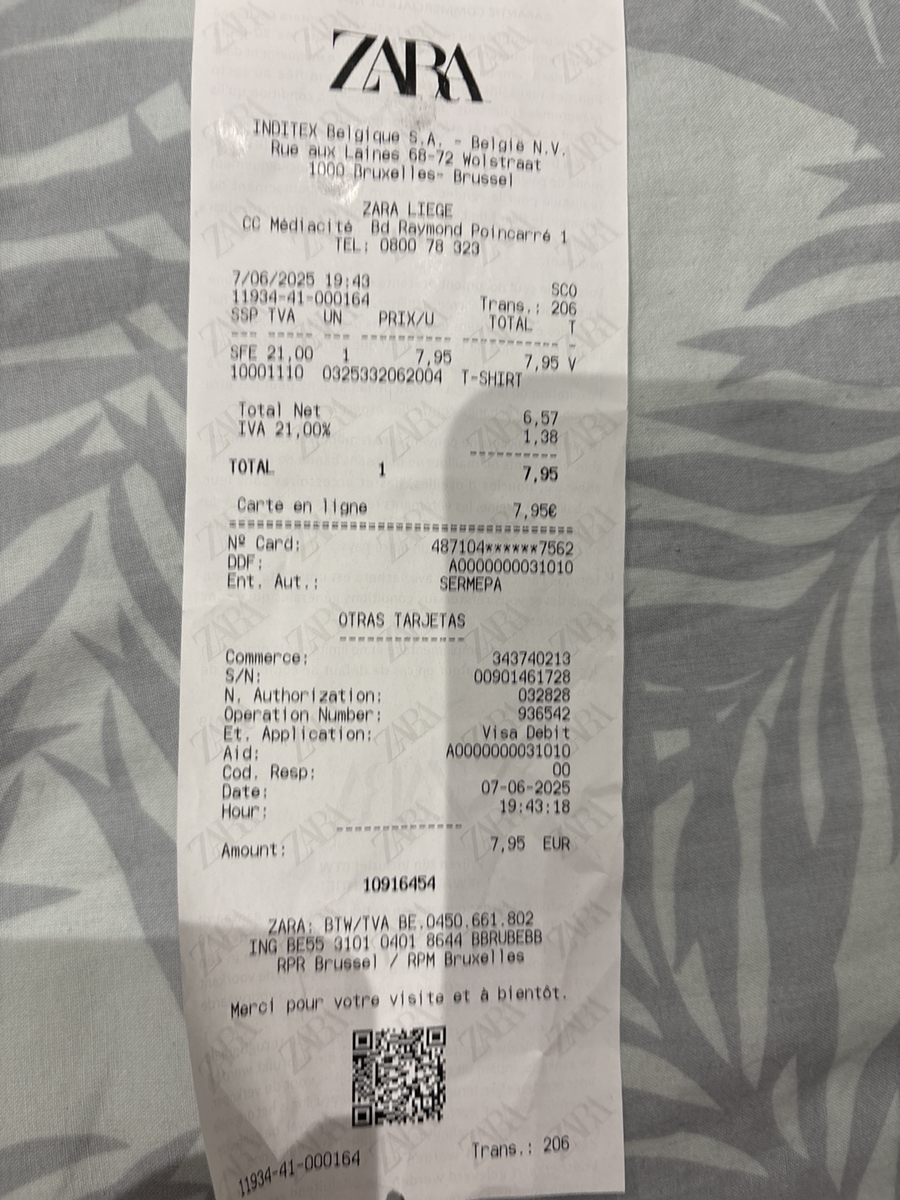 ZARA
INDITEX Belgique S.A. - België N.V.
Rue aux Laines 68-72 Wolstraat
1000 Bruxelles- Brussel
ZARA LIEGE
CC Médiacité Bd Raymond Poincarré 1
TEL: 0800 78 323
7/06/2025 19:43 SCO
11934-41-000164 Trans.: 206
SSP TVA UN PRIX/U TOTAL T
--- ----- --- ---------- ---------- -
SFE 21,00 1 7,95 7,95 V
10001110 0325332062004 T-SHIRT
Total Net 6,57
IVA 21,00% 1,38
----------
TOTAL 1 7,95
Carte en ligne 7,95€
========================================
Nº Card: 487104******7562
DDF: A0000000031010
Ent. Aut.: SERMEPA
OTRAS TARJETAS
--------------
Commerce: 343740213
S/N: 00901461728
N. Authorization: 032828
Operation Number: 936542
Et. Application: Visa Debit
Aid: A0000000031010
Cod. Resp: 00
Date: 07-06-2025
Hour: 19:43:18
--------------
Amount: 7,95 EUR
10916454
ZARA: BTW/TVA BE.0450.661.802
ING BE55 3101 0401 8644 BBRUBEBB
RPR Brussel / RPM Bruxelles
Merci pour votre visite et à bientôt.
11934-41-000164 Trans.: 206